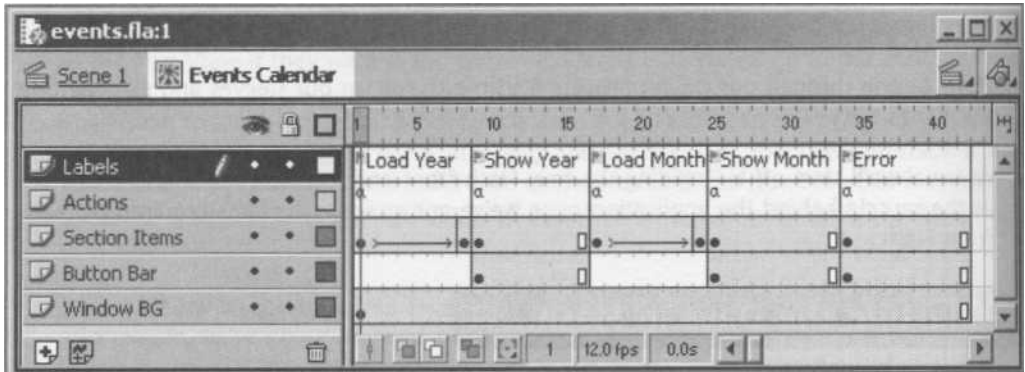 events.fla:1
Scene 1 Events Calendar
1 5 10 15 20 25 30 35 40
Labels Load Year Show Year Load Month Show Month Error
Actions a a a a a
Section Items
Button Bar
Window BG
1 12.0 fps 0.0s